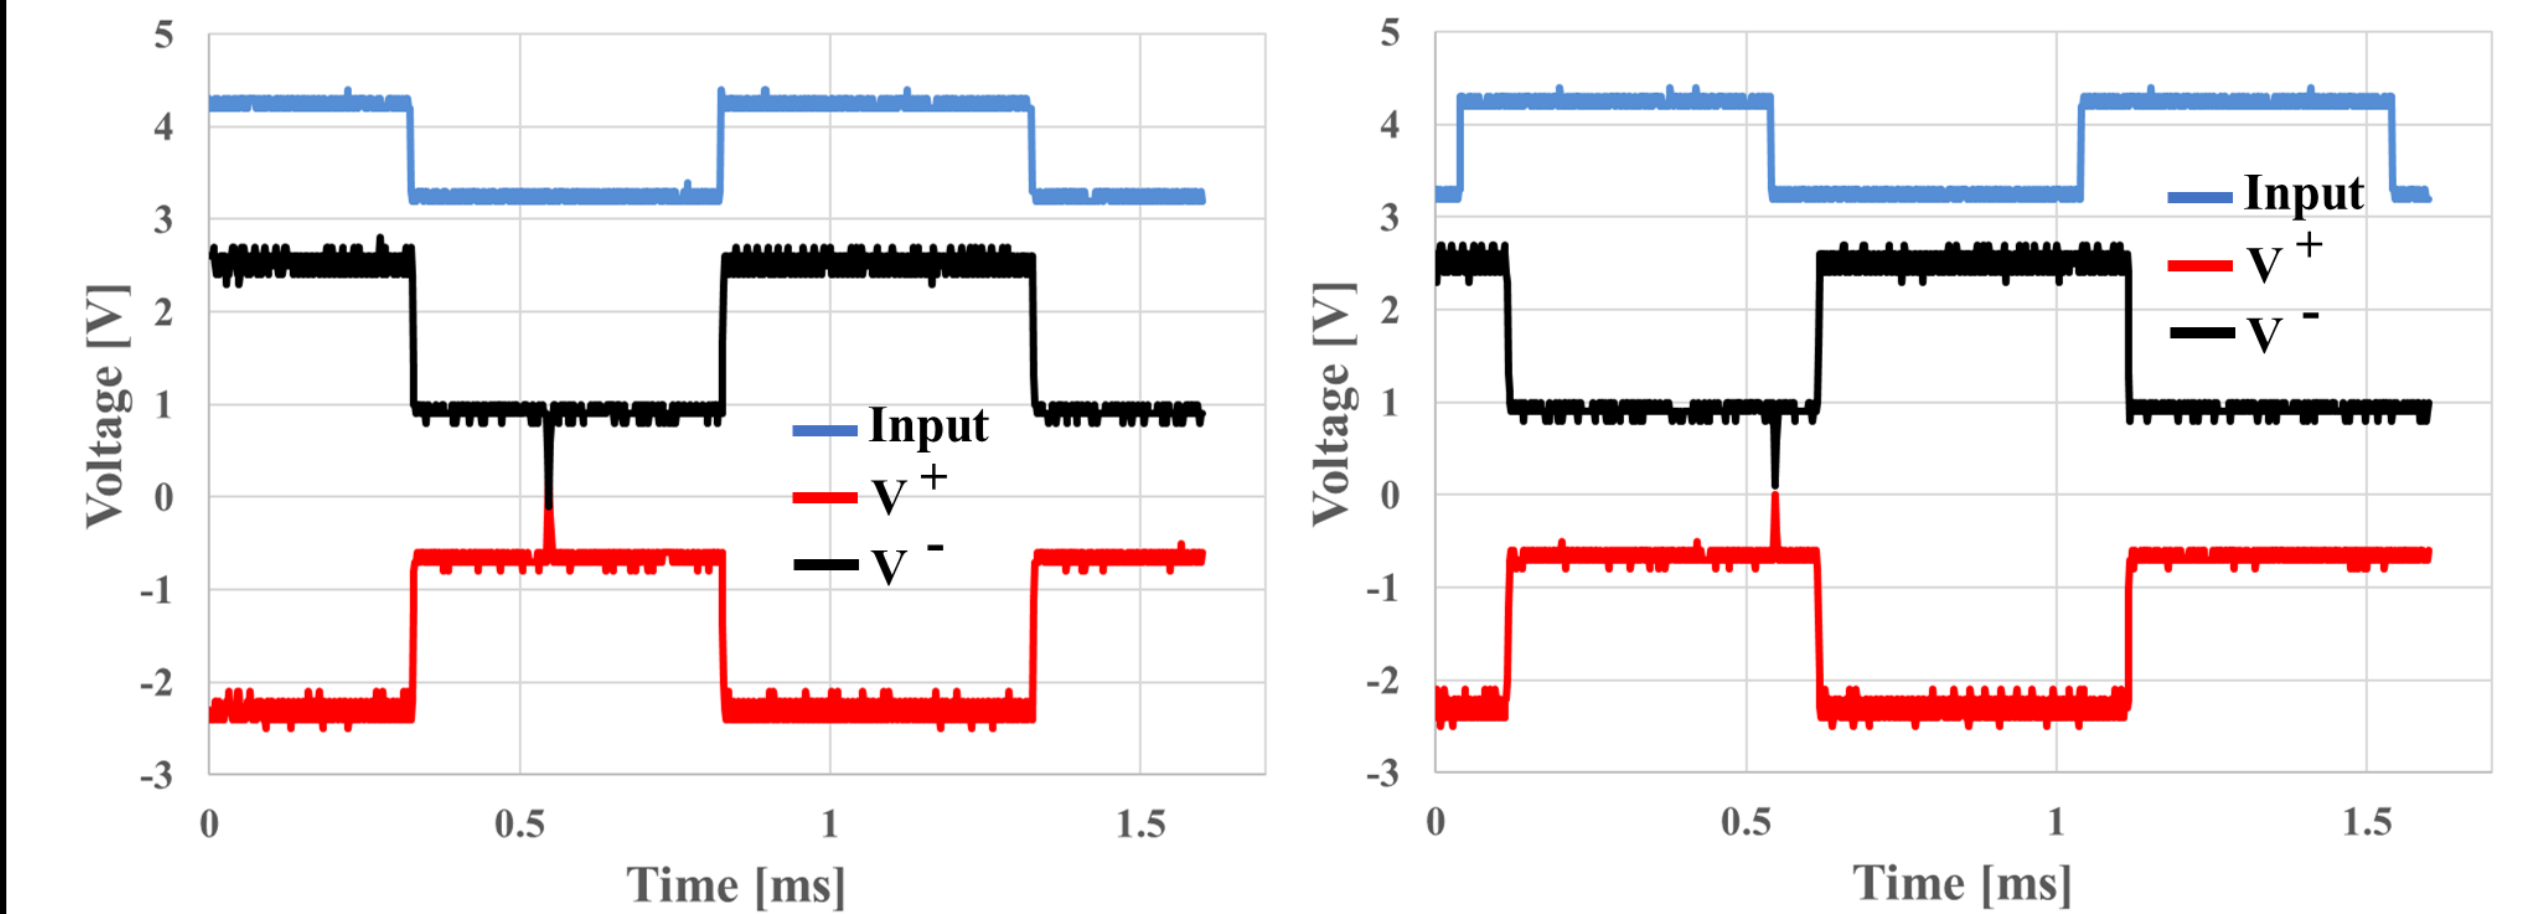 5
4
3
2
1
0
-1
-2
-3
Voltage [V]
0 0.5 1 1.5
Time [ms]
Input
V +
V -
5
4
3
2
1
0
-1
-2
-3
Voltage [V]
0 0.5 1 1.5
Time [ms]
Input
V +
V -